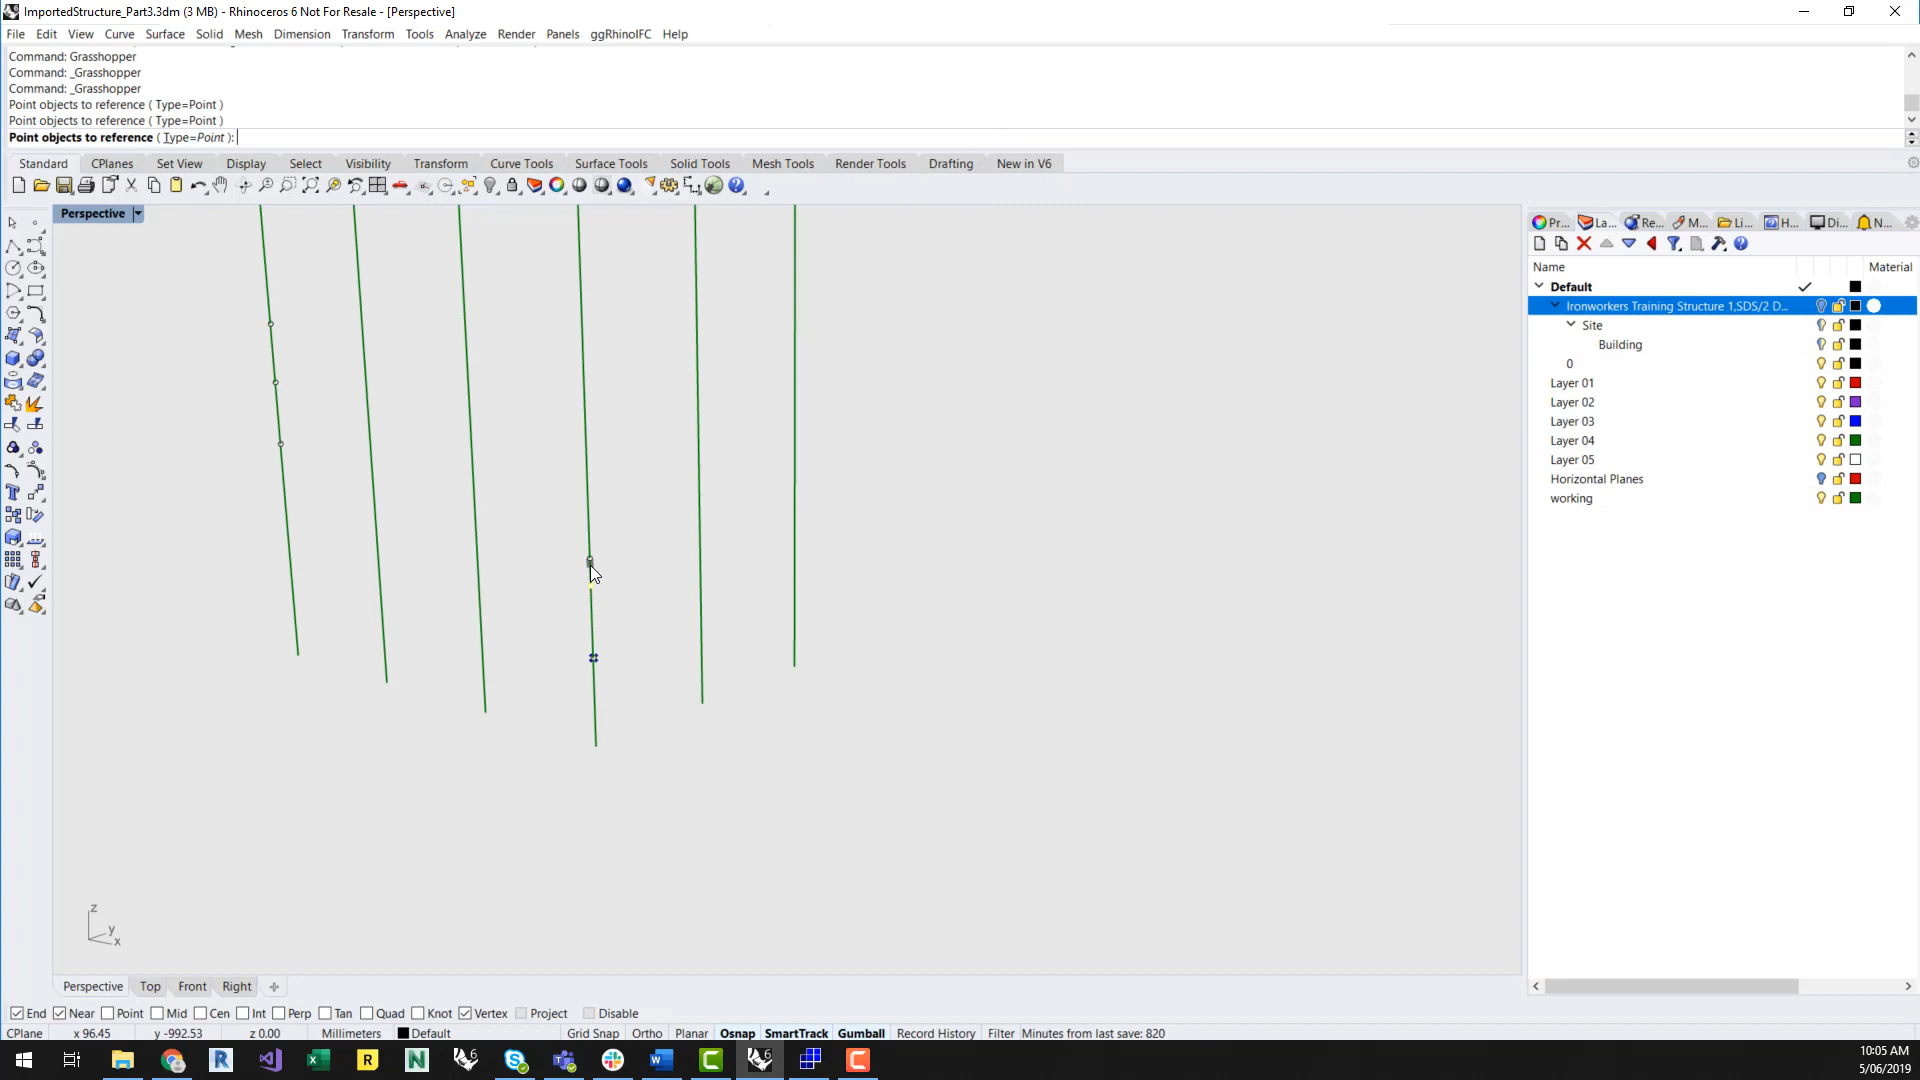 ImportedStructure_Part3.3dm (3 MB) - Rhinoceros 6 Not For Resale - [Perspective]
File Edit View Curve Surface Solid Mesh Dimension Transform Tools Analyze Render Panels ggRhinoIFC Help
Command: Grasshopper
Command: _Grasshopper
Command: _Grasshopper
Point objects to reference ( Type=Point )
Point objects to reference ( Type=Point )
Point objects to reference ( Type=Point ):
Standard CPlanes Set View Display Select Visibility Transform Curve Tools Surface Tools Solid Tools Mesh Tools Render Tools Drafting New in V6
Perspective
Pr... La... Re... M... Li... H... Di... N...
Name Material
Default
Ironworkers Training Structure 1,SDS/2 D...
Site
Building
0
Layer 01
Layer 02
Layer 03
Layer 04
Layer 05
Horizontal Planes
working
z
y
x
Perspective Top Front Right
End Near Point Mid Cen Int Perp Tan Quad Knot Vertex Project Disable
CPlane x 96.45 y -992.53 z 0.00 Millimeters Default Grid Snap Ortho Planar Osnap SmartTrack Gumball Record History Filter Minutes from last save: 820
10:05 AM
5/06/2019